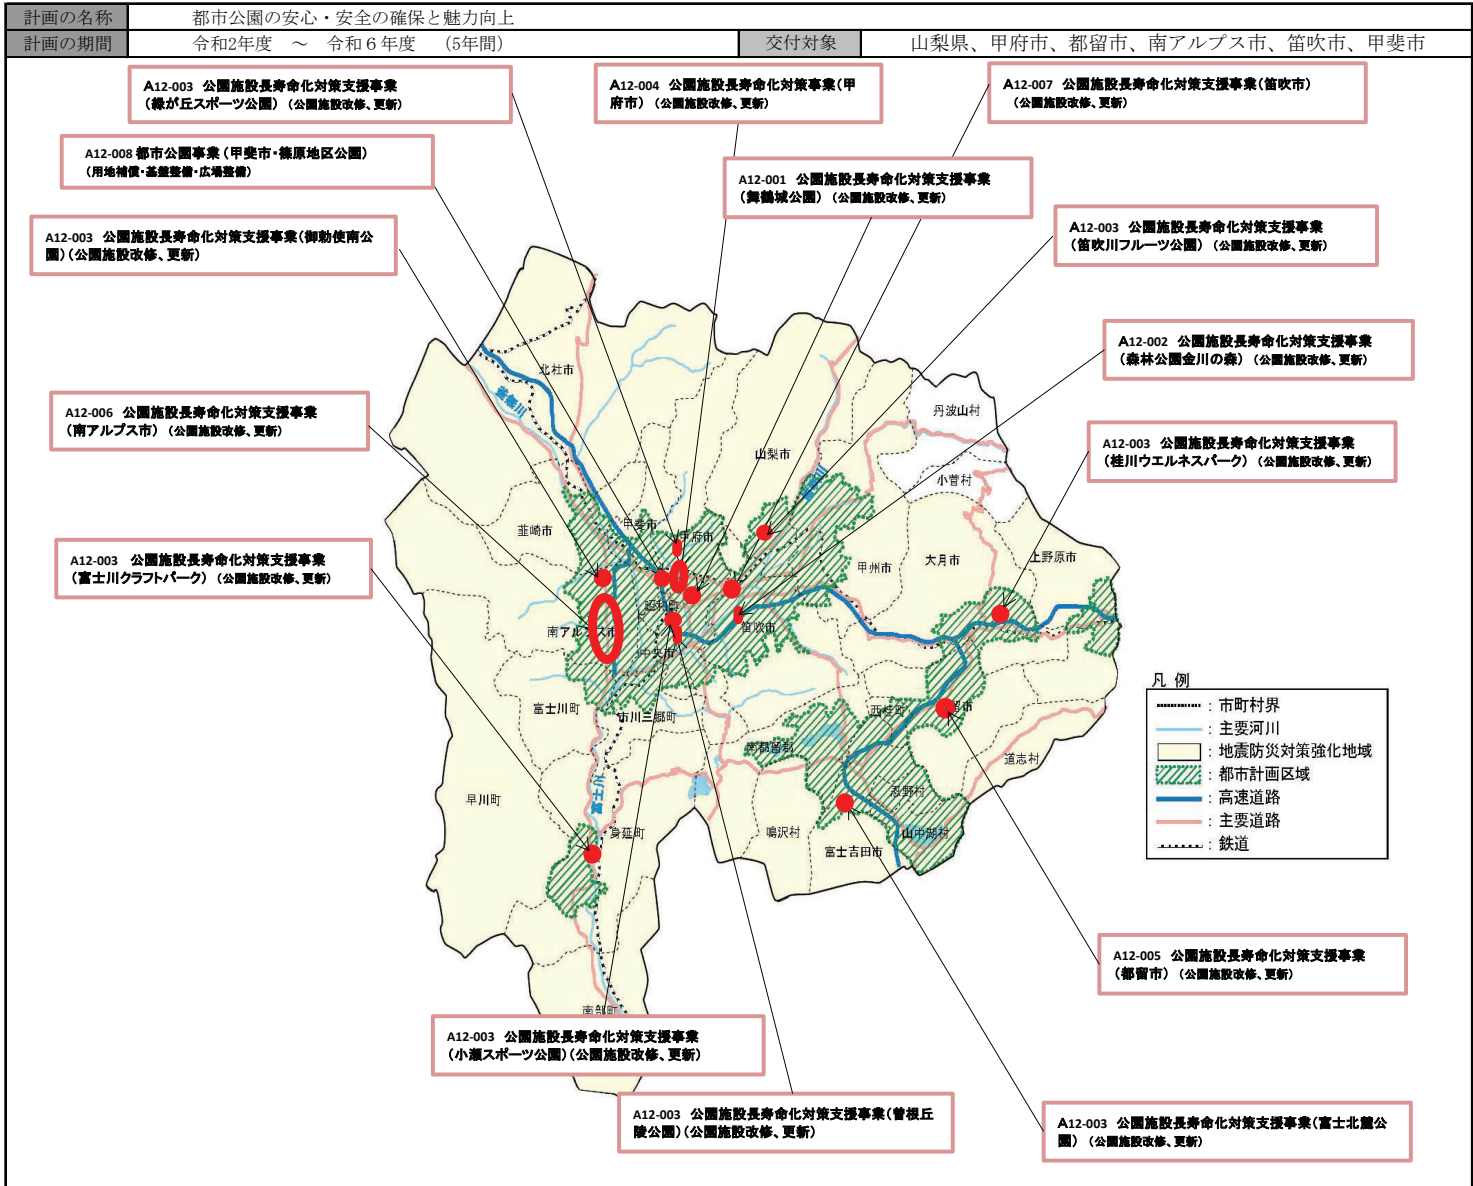 計画の名称 都市公園の安心・安全の確保と魅力向上
計画の期間 令和2年度 ～ 令和６年度 （5年間） 交付対象 山梨県、甲府市、都留市、南アルプス市、笛吹市、甲斐市
A12-003 公園施設長寿命化対策支援事業
（緑が丘スポーツ公園）（公園施設改修、更新）
A12-004 公園施設長寿命化対策事業（甲
府市）（公園施設改修、更新）
A12-007 公園施設長寿命化対策支援事業（笛吹市）
（公園施設改修、更新）
A12-008 都市公園事業（甲斐市・篠原地区公園）
（用地補償・基盤整備・広場整備）
A12-001 公園施設長寿命化対策支援事業
（舞鶴城公園）（公園施設改修、更新）
A12-003 公園施設長寿命化対策支援事業（御勅使南公
園）（公園施設改修、更新）
A12-003 公園施設長寿命化対策支援事業
（笛吹川フルーツ公園）（公園施設改修、更新）
A12-002 公園施設長寿命化対策支援事業
（森林公園金川の森）（公園施設改修、更新）
A12-006 公園施設長寿命化対策支援事業
（南アルプス市）（公園施設改修、更新）
A12-003 公園施設長寿命化対策支援事業
（桂川ウエルネスパーク）（公園施設改修、更新）
A12-003 公園施設長寿命化対策支援事業
（富士川クラフトパーク）（公園施設改修、更新）
北杜市
丹波山村
山梨市
小菅村
韮崎市
甲斐市
甲府市
甲州市
大月市
上野原市
昭和町
南アルプス市
笛吹市
中央市
富士川町
市川三郷町
西桂町
南都留郡
道志村
早川町
富士川
忍野村
身延町
鳴沢村
山中湖村
富士吉田市
南部町
凡 例
：市町村界
：主要河川
：地震防災対策強化地域
：都市計画区域
：高速道路
：主要道路
：鉄道
A12-005 公園施設長寿命化対策支援事業
（都留市）（公園施設改修、更新）
A12-003 公園施設長寿命化対策支援事業
（小瀬スポーツ公園）（公園施設改修、更新）
A12-003 公園施設長寿命化対策支援事業（曽根丘
陵公園）（公園施設改修、更新）
A12-003 公園施設長寿命化対策支援事業（富士北麓公
園）（公園施設改修、更新）